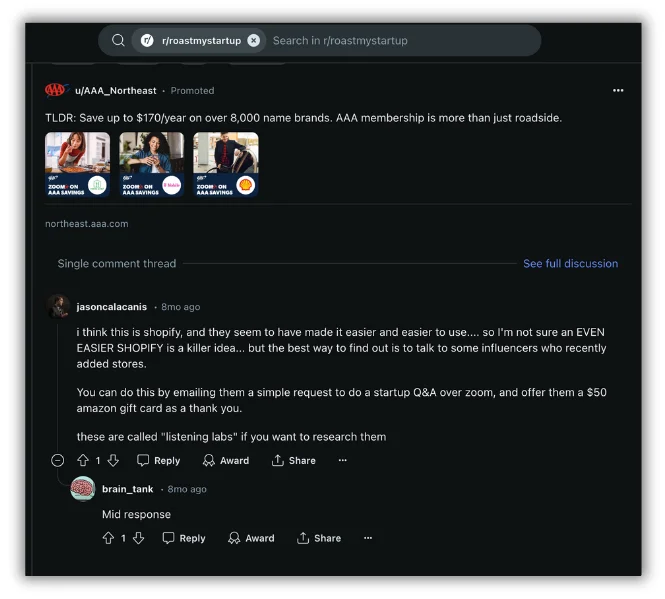 r/roastmystartup Search in r/roastmystartup
AAA u/AAA_Northeast • Promoted
TLDR: Save up to $170/year on over 8,000 name brands. AAA membership is more than just roadside.
ZOOM ON
AAA SAVINGS
ZOOM ON
AAA SAVINGS
ZOOM ON
AAA SAVINGS
northeast.aaa.com
Single comment thread See full discussion
jasoncalacanis • 8mo ago
i think this is shopify, and they seem to have made it easier and easier to use.... so I'm not sure an EVEN
EASIER SHOPIFY is a killer idea... but the best way to find out is to talk to some influencers who recently
added stores.
You can do this by emailing them a simple request to do a startup Q&A over zoom, and offer them a $50
amazon gift card as a thank you.
these are called "listening labs" if you want to research them
1 Reply Award Share ...
brain_tank • 8mo ago
Mid response
1 Reply Award Share ...